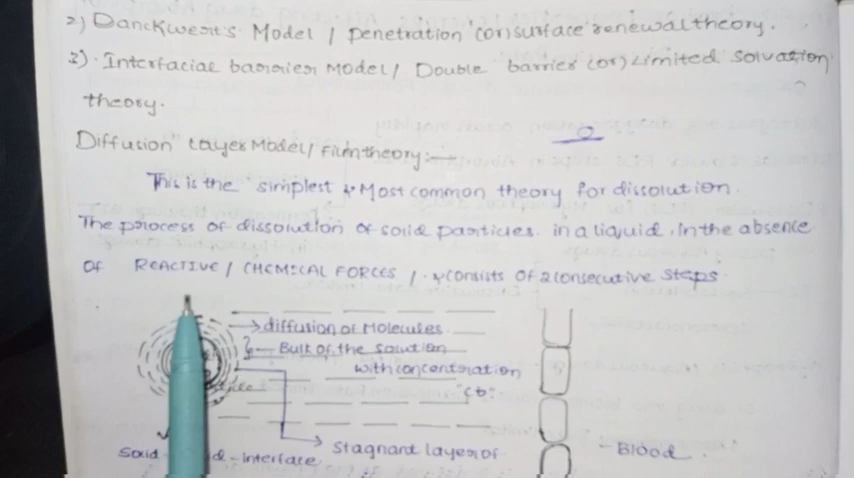 2) Danckwert's Model / Penetration (or) surface renewal theory.
3). Interfacial barrier Model / Double barrier (or) Limited Solvation
theory.
Diffusion Layer Model / Film theory:-
This is the simplest & Most common theory for dissolution.
The process of dissolution of solid particles in a liquid, in the absence
OF REACTIVE / CHEMICAL FORCES / consists of 2 consecutive steps
diffusion of Molecules
Bulk of the solution
with concentration
"Cb"
Stagnant layer of
Blood
Solid
d-interface